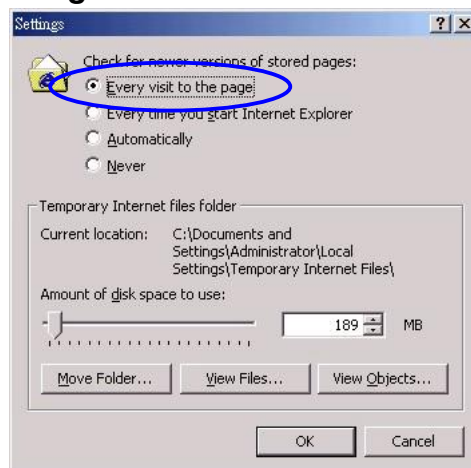 Settings
Check for newer versions of stored pages:
Every visit to the page
Every time you start Internet Explorer
Automatically
Never
Temporary Internet files folder
Current location: C:\Documents and
Settings\Administrator\Local
Settings\Temporary Internet Files\
Amount of disk space to use:
189 MB
Move Folder... View Files... View Objects...
OK Cancel